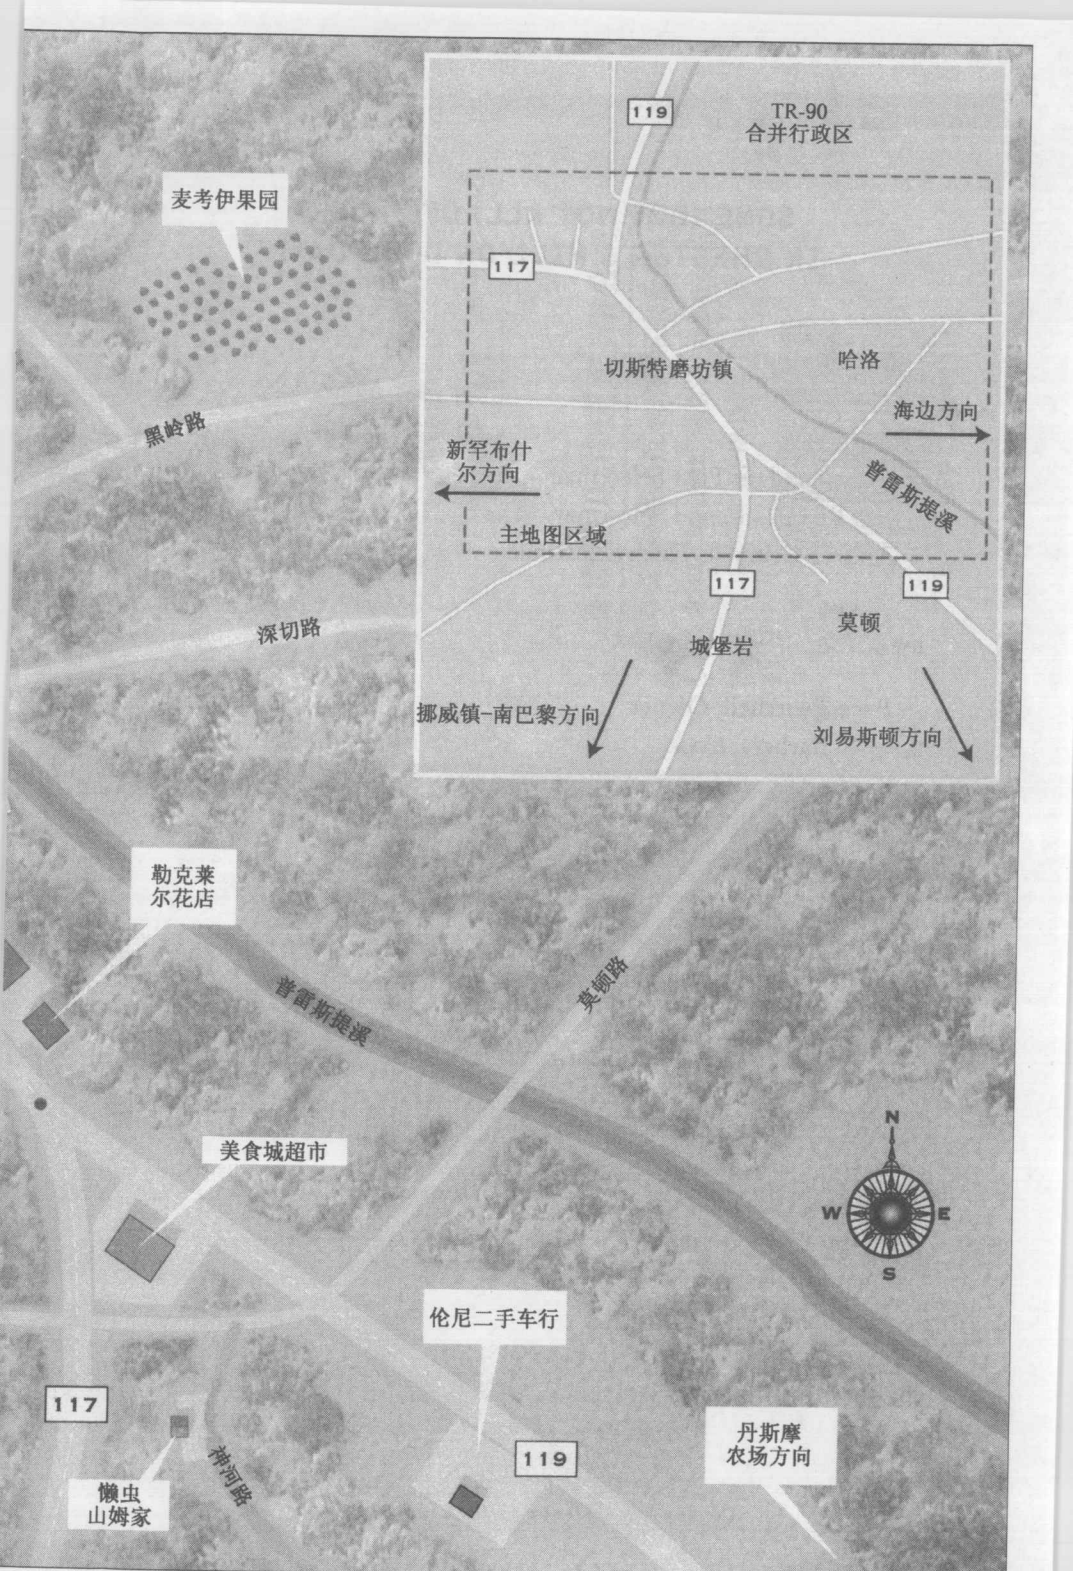 119
TR-90
合并行政区
麦考伊果园
117
切斯特磨坊镇
哈洛
海边方向
黑岭路
新罕布什
尔方向
普雷斯提溪
主地图区域
117
119
莫顿
深切路
城堡岩
挪威镇-南巴黎方向
刘易斯顿方向
勒克莱
尔花店
普雷斯提溪
莫顿路
N
美食城超市
W
E
S
伦尼二手车行
117
丹斯摩
农场方向
119
神河路
懒虫
山姆家